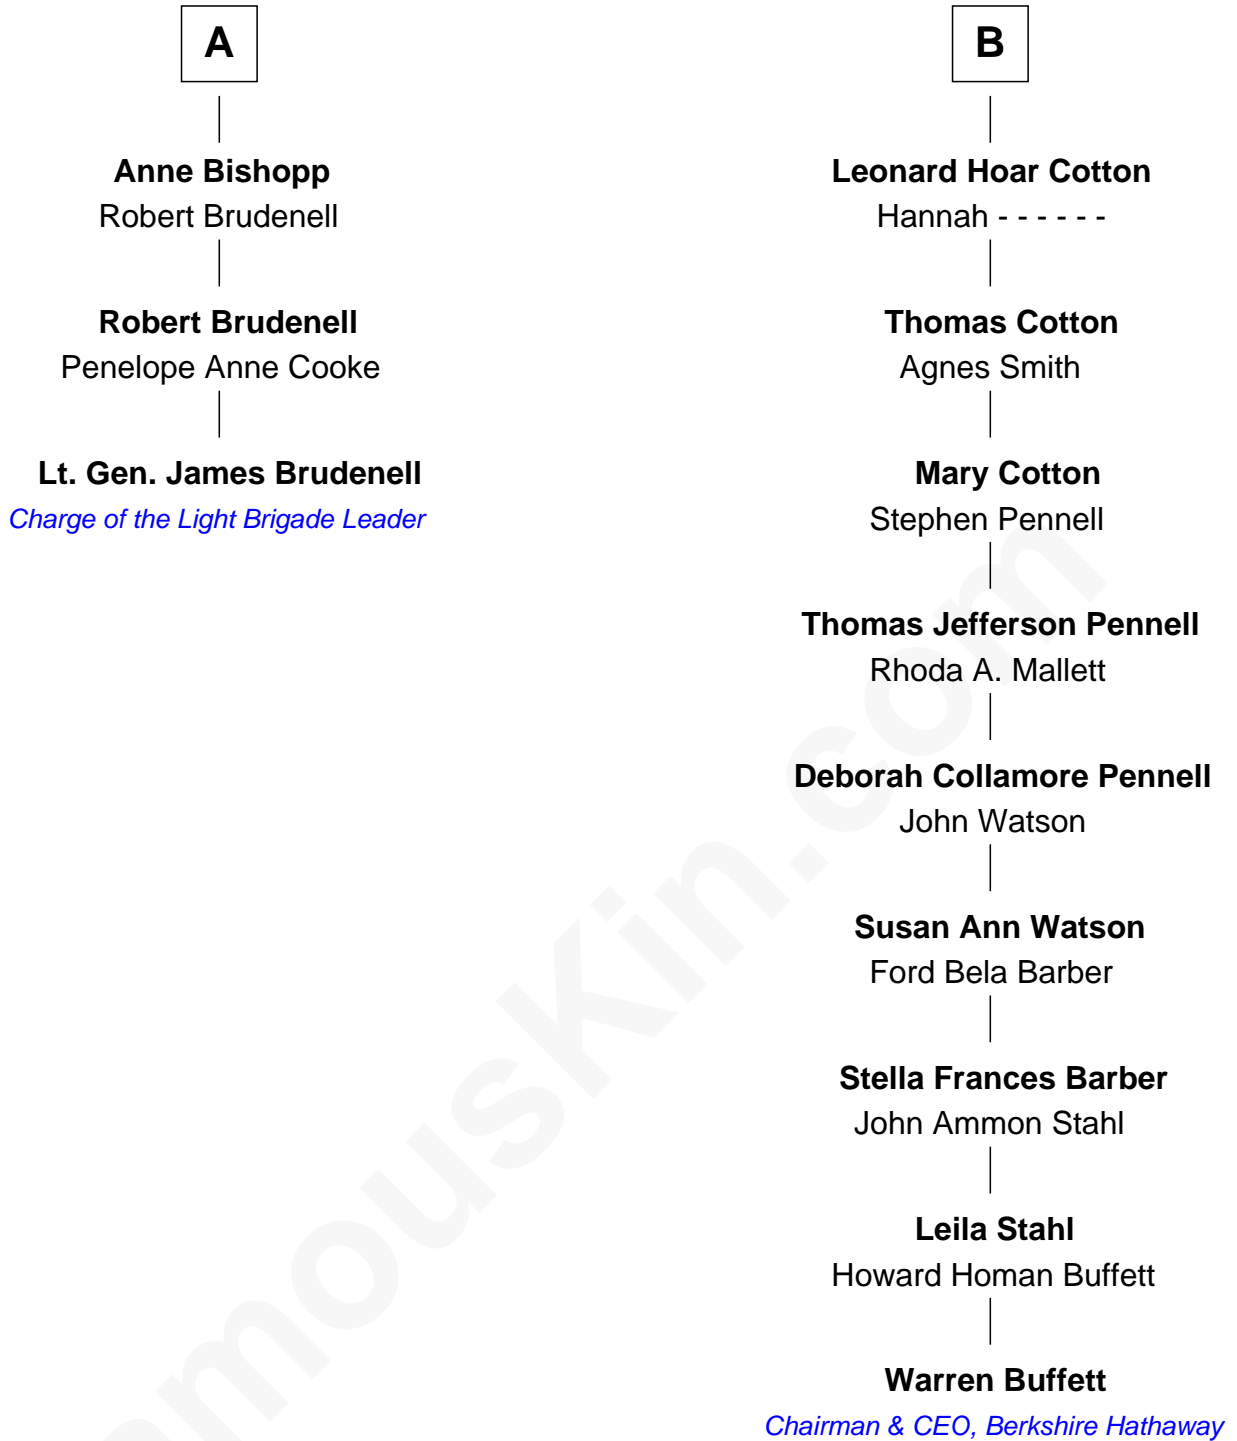 A
Anne Bishopp
Robert Brudenell
Robert Brudenell
Penelope Anne Cooke
Lt. Gen. James Brudenell
Charge of the Light Brigade Leader
B
Leonard Hoar Cotton
Hannah - - - - - -
Thomas Cotton
Agnes Smith
Mary Cotton
Stephen Pennell
Thomas Jefferson Pennell
Rhoda A. Mallett
Deborah Collamore Pennell
John Watson
Susan Ann Watson
Ford Bela Barber
Stella Frances Barber
John Ammon Stahl
Leila Stahl
Howard Homan Buffett
Warren Buffett
Chairman & CEO, Berkshire Hathaway
amousKin.com